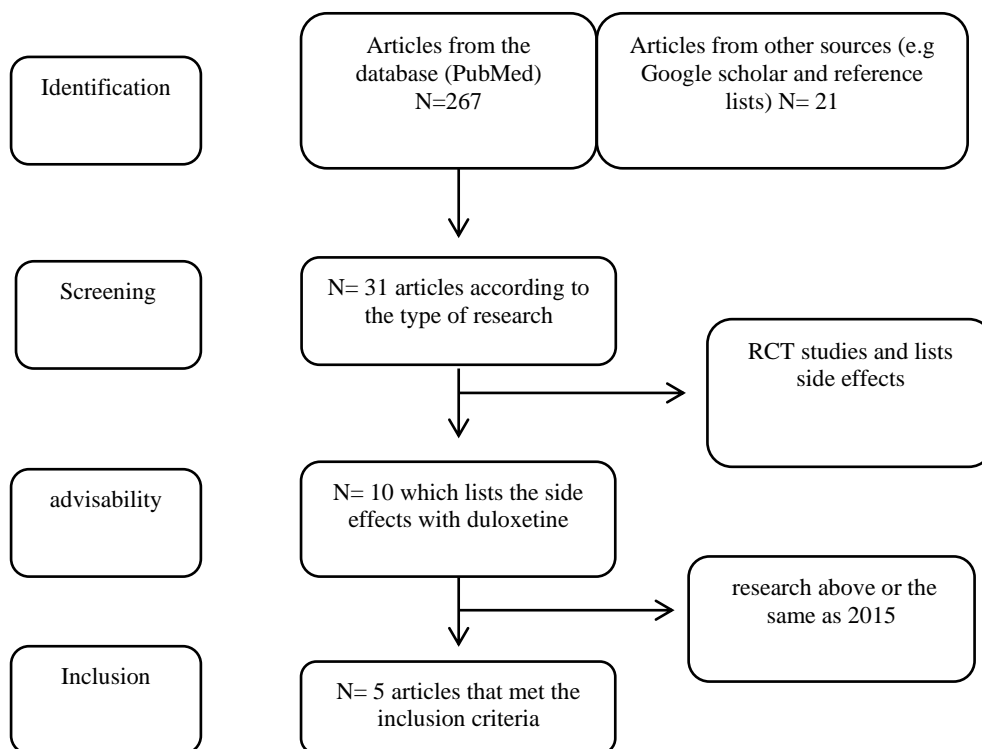 Identification
Articles from the
database (PubMed)
N=267
Articles from other sources (e.g
Google scholar and reference
lists) N= 21
Screening
N= 31 articles according to
the type of research
RCT studies and lists
side effects
advisability
N= 10 which lists the side
effects with duloxetine
research above or the
same as 2015
Inclusion
N= 5 articles that met the
inclusion criteria